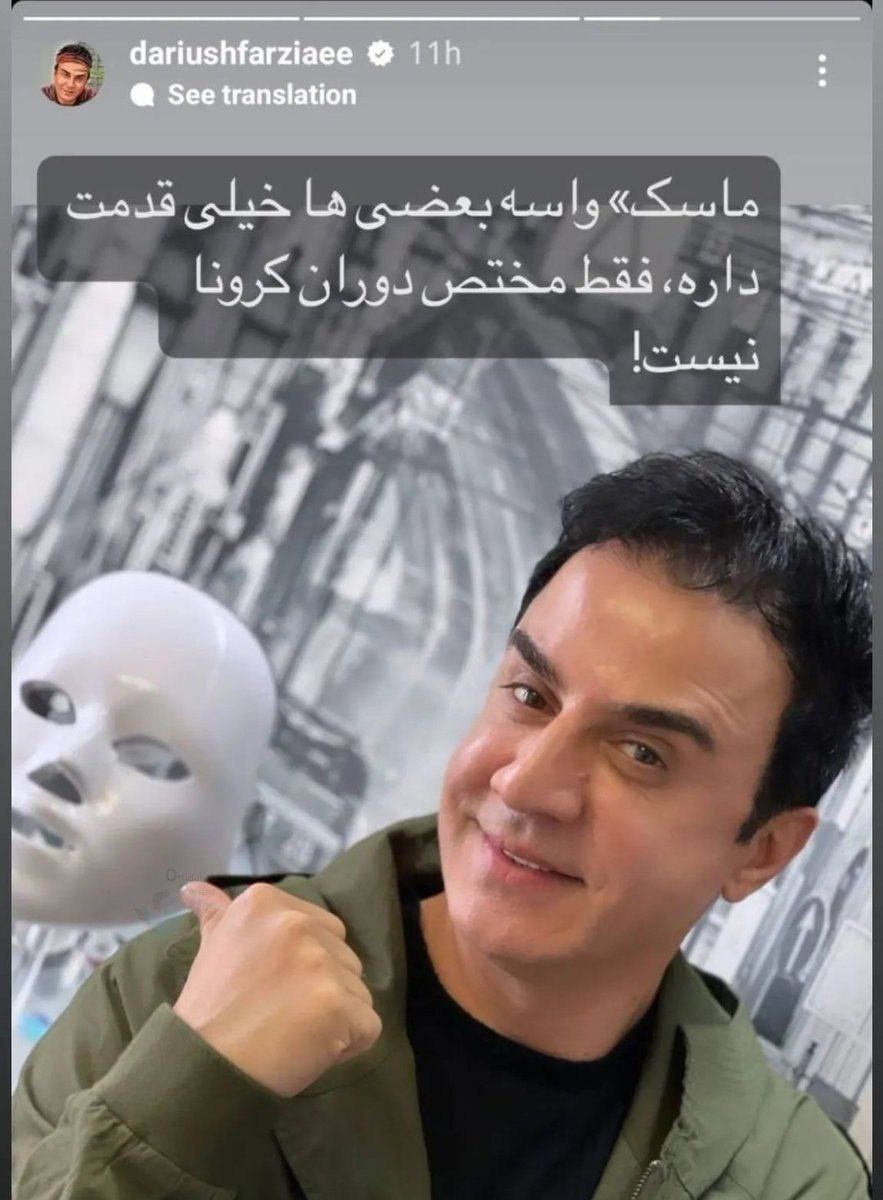 dariushfarziaee 11h
See translation
ماسک» واسه بعضی ها خیلی قدمت
داره، فقط مختص دوران کرونا
نیست!